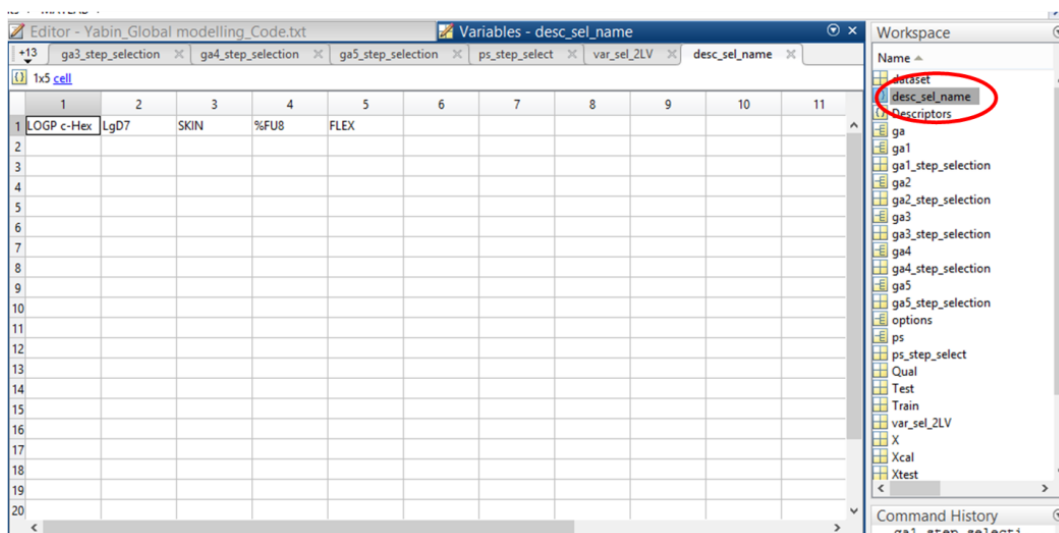 Editor - Yabin_Global modelling_Code.txt
Variables - desc_sel_name
+13 ga3_step_selection ga4_step_selection ga5_step_selection ps_step_select var_sel_2LV desc_sel_name
1x5 cell
1 2 3 4 5 6 7 8 9 10 11
1 LOGP c-Hex LgD7 SKIN %FU8 FLEX
2
3
4
5
6
7
8
9
10
11
12
13
14
15
16
17
18
19
20
Workspace
Name
dataset
desc_sel_name
Descriptors
ga
ga1
ga1_step_selection
ga2
ga2_step_selection
ga3
ga3_step_selection
ga4
ga4_step_selection
ga5
ga5_step_selection
options
ps
ps_step_select
Qual
Test
Train
var_sel_2LV
X
Xcal
Xtest
Command History